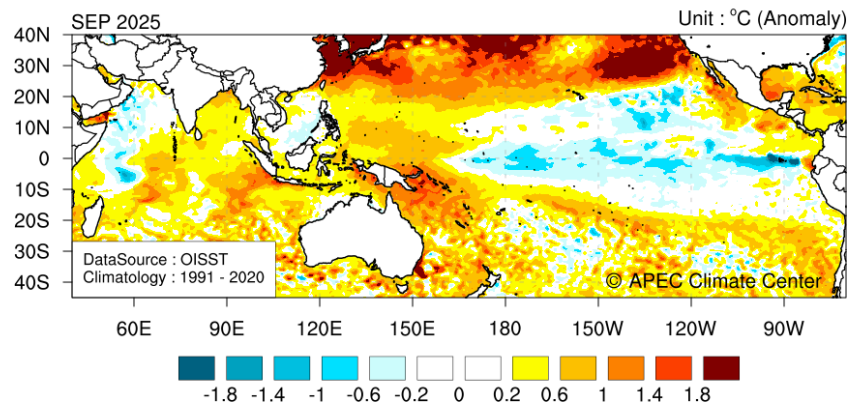 SEP 2025
Unit : °C (Anomaly)
40N
30N
20N
10N
0
10S
20S
30S
40S
DataSource : OISST
Climatology : 1991 - 2020
© APEC Climate Center
60E 90E 120E 150E 180 150W 120W 90W
-1.8 -1.4 -1 -0.6 -0.2 0 0.2 0.6 1 1.4 1.8